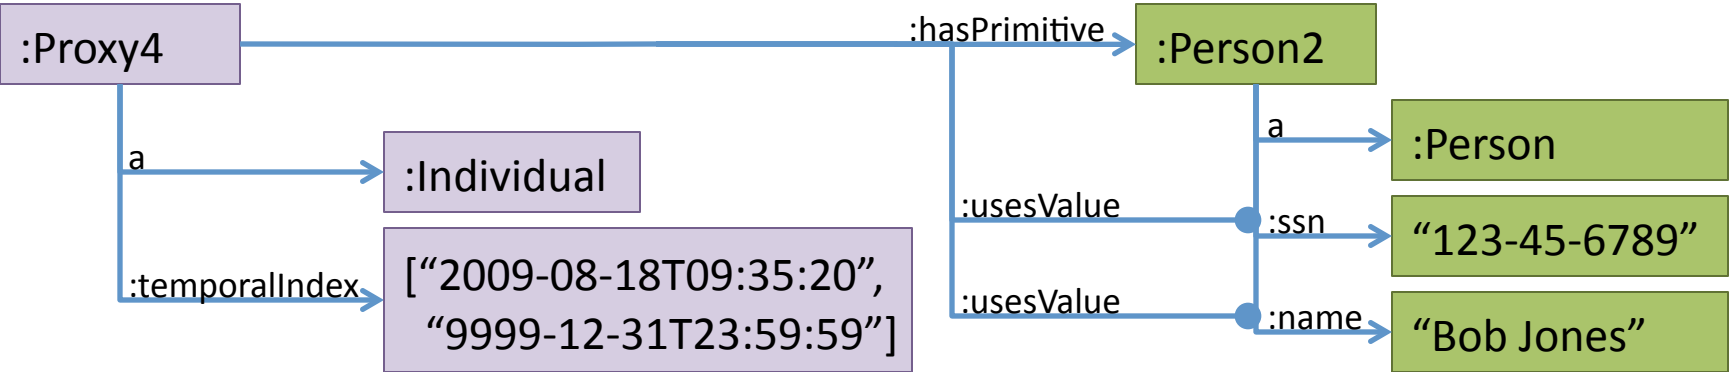 :Proxy4
:hasPrimitive
:Person2
a
:Person
a
:Individual
:usesValue
:ssn
“123-45-6789”
:temporalIndex
[“2009-08-18T09:35:20”,
“9999-12-31T23:59:59”]
:usesValue
:name
“Bob Jones”